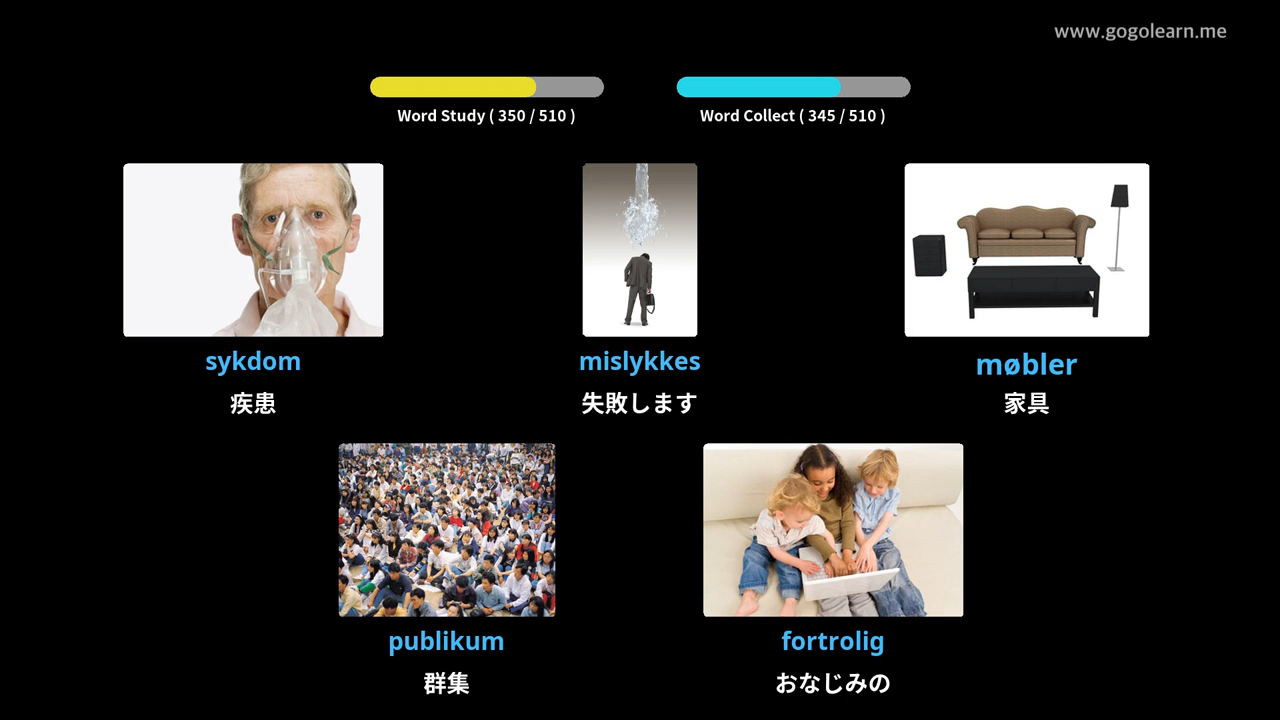 www.gogolearn.me
Word Study ( 350 / 510 )
Word Collect ( 345 / 510 )
sykdom
疾患
mislykkes
失敗します
møbler
家具
publikum
群集
fortrolig
おなじみの